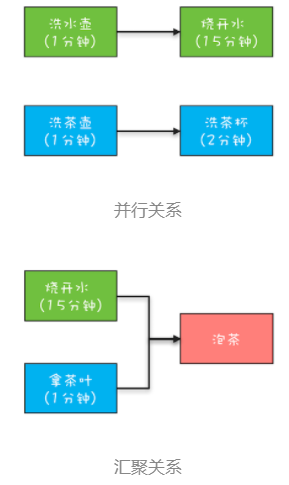 洗水壶
(1分钟)
烧开水
(15分钟)
洗茶壶
(1分钟)
洗茶杯
(2分钟)
并行关系
烧开水
(15分钟)
泡茶
拿茶叶
(1分钟)
汇聚关系